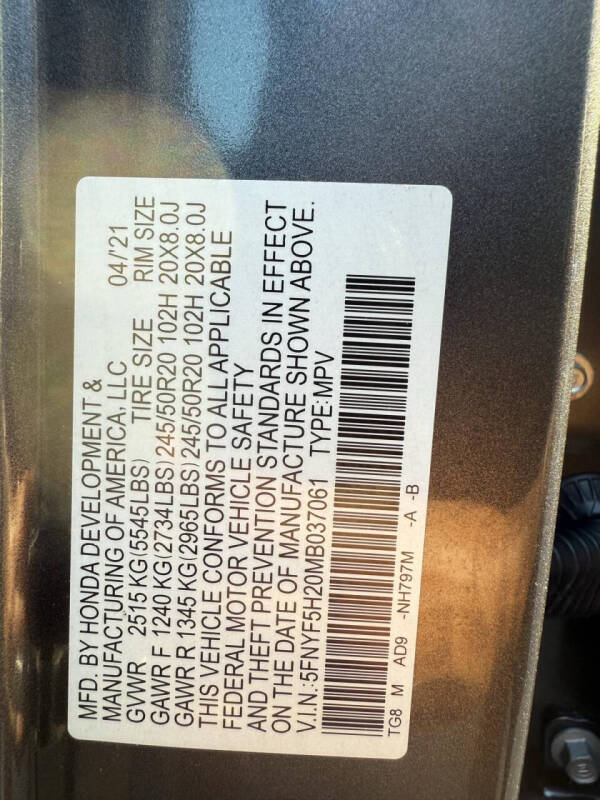 MFD. BY HONDA DEVELOPMENT &
MANUFACTURING OF AMERICA, LLC 04/'21
GVWR 2515 KG(5545LBS) TIRE SIZE RIM SIZE
GAWR F 1240 KG(2734LBS) 245/50R20 102H 20X8.0J
GAWR R 1345 KG(2965LBS) 245/50R20 102H 20X8.0J
THIS VEHICLE CONFORMS TO ALL APPLICABLE
FEDERAL MOTOR VEHICLE SAFETY
AND THEFT PREVENTION STANDARDS IN EFFECT
ON THE DATE OF MANUFACTURE SHOWN ABOVE.
V.I.N.:5FNYF5H20MB037061 TYPE:MPV
TG8 M AD9 -NH797M -A -B